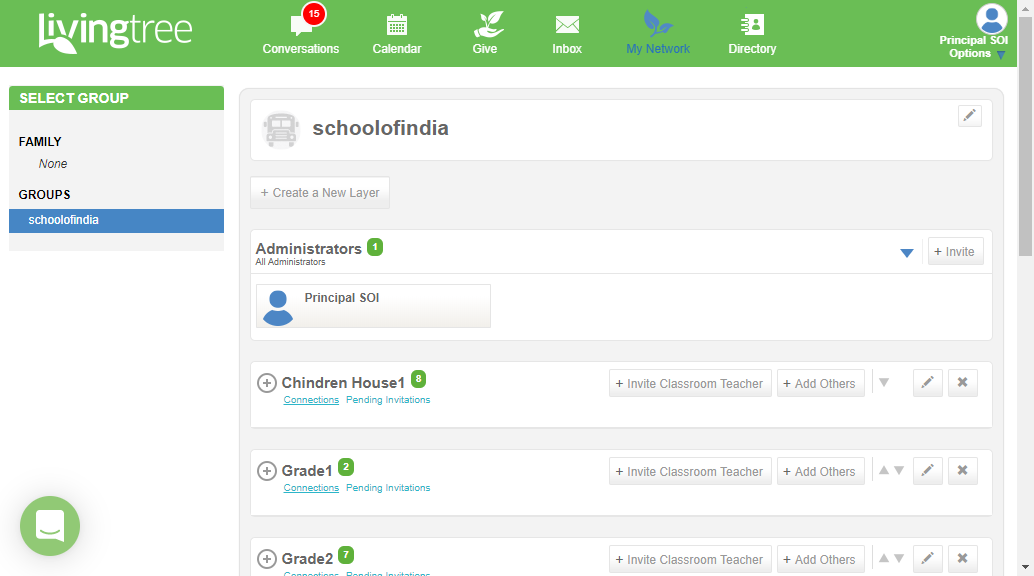 livingtree
15
Conversations
Calendar
Give
Inbox
My Network
Directory
Principal SOI
Options
SELECT GROUP
FAMILY
None
GROUPS
schoolofindia
schoolofindia
+ Create a New Layer
Administrators 1
All Administrators
+ Invite
Principal SOI
Chindren House1 8
Connections Pending Invitations
+ Invite Classroom Teacher
+ Add Others
Grade1 2
Connections Pending Invitations
+ Invite Classroom Teacher
+ Add Others
Grade2 7
Connections Pending Invitations
+ Invite Classroom Teacher
+ Add Others